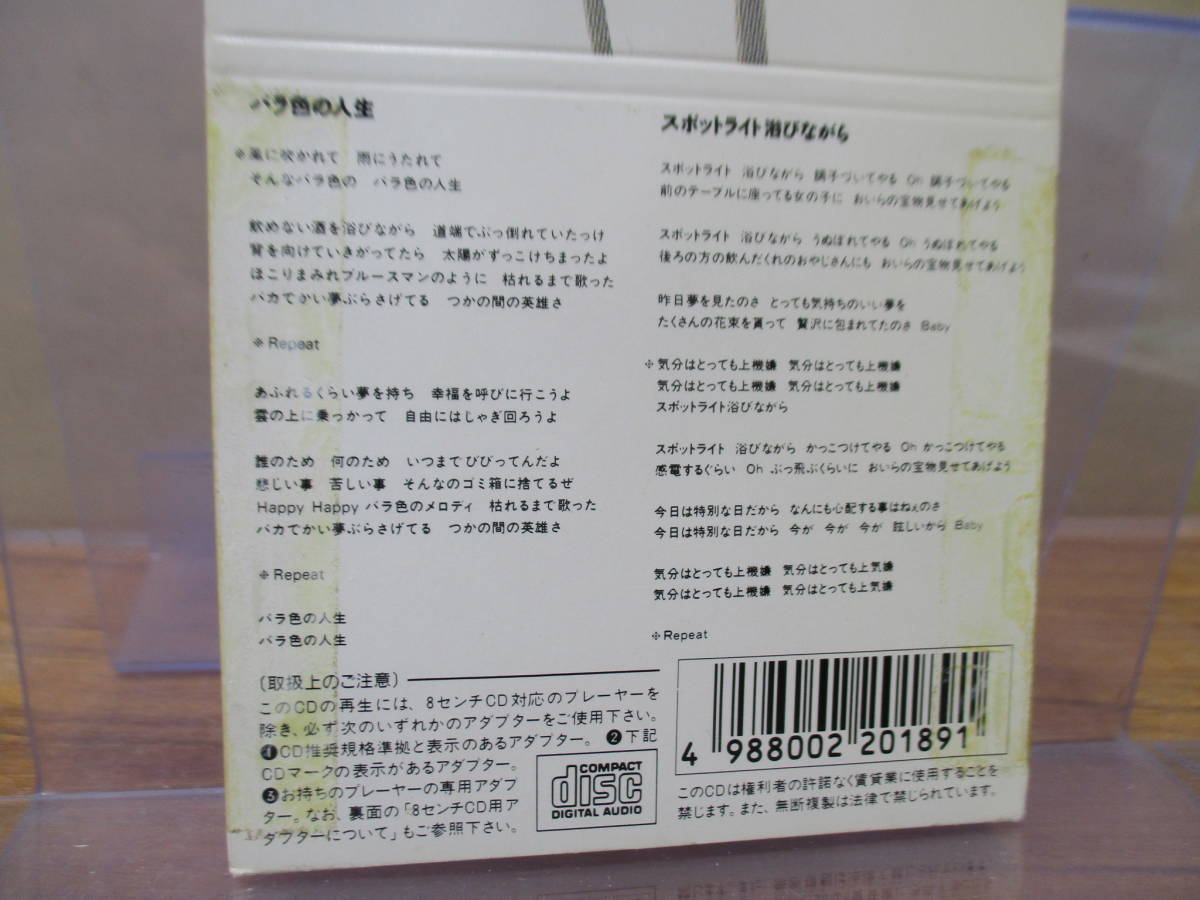 バラ色の人生
※風に吹かれて 雨にうたれて
そんなバラ色の バラ色の人生
飲めない酒を浴びながら 道端でぶっ倒れていたっけ
背を向けていきがってたら 太陽がずっこけちまったよ
ほこりまみれブルースマンのように 枯れるまで歌った
バカでかい夢ぶらさげてる つかの間の英雄さ
※Repeat
あふれるくらい夢を持ち 幸福を呼びに行こうよ
雲の上に乗っかって 自由にはしゃぎ回ろうよ
誰のため 何のため いつまでびびってんだよ
悲しい事 苦しい事 そんなのゴミ箱に捨てるぜ
Happy Happy バラ色のメロディ 枯れるまで歌った
バカでかい夢ぶらさげてる つかの間の英雄さ
※Repeat
バラ色の人生
バラ色の人生
スポットライト浴びながら
スポットライト 浴びながら 調子づいてやる Oh 調子づいてやる
前のテーブルに座ってる女の子に おいらの宝物見せてあげよう
スポットライト 浴びながら うぬぼれてやる Oh うぬぼれてやる
後ろの方の飲んだくれのおやじさんにも おいらの宝物見せてあげよう
昨日夢を見たのさ とっても気持ちのいい夢を
たくさんの花束を貰って 贅沢に包まれてたのさ Baby
※気分はとっても上機嫌 気分はとっても上機嫌
気分はとっても上機嫌 気分はとっても上機嫌
スポットライト浴びながら
スポットライト 浴びながら かっこつけてやる Oh かっこつけてやる
感電するぐらい Oh ぶっ飛ぶくらいに おいらの宝物見せてあげよう
今日は特別な日だから なんにも心配する事はねぇのさ
今日は特別な日だから 今が 今が 今が 眩しいから Baby
気分はとっても上機嫌 気分はとっても上気嫌
気分はとっても上機嫌 気分はとっても上気嫌
※Repeat
(取扱上のご注意)
このCDの再生には、8センチCD対応のプレーヤーを
除き、必ず次のいずれかのアダプターをご使用下さい。
❶CD推奨規格準拠と表示のあるアダプター。❷下記
CDマークの表示があるアダプター。
❸お持ちのプレーヤーの専用アダプ
ター。なお、裏面の「8センチCD用ア
ダプターについて」もご参照下さい。
COMPACT
disc
DIGITAL AUDIO
4 988002 201891
このCDは権利者の許諾なく賃貸業に使用することを
禁じます。また、無断複製は法律で禁じられています。